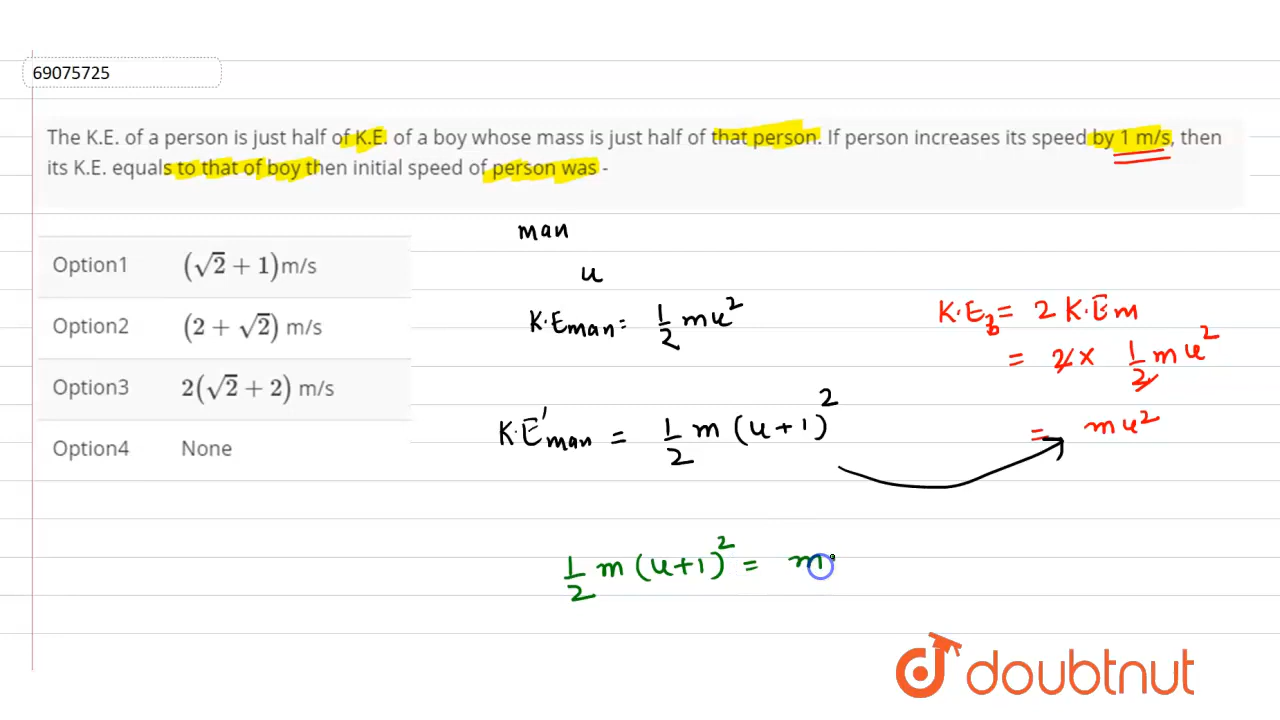 69075725
The K.E. of a person is just half of K.E. of a boy whose mass is just half of that person. If person increases its speed by 1 m/s, then
its K.E. equals to that of boy then initial speed of person was -
Option1 (√2 + 1)m/s
Option2 (2 + √2) m/s
Option3 2(√2 + 2) m/s
Option4 None
man
u
K.Eman = 1/2 mu²
K.E'man = 1/2 m (u+1)²
K.Eb = 2 K.Em
= 2 × 1/2 mu²
= mu²
1/2 m (u+1)² = m
doubtnut